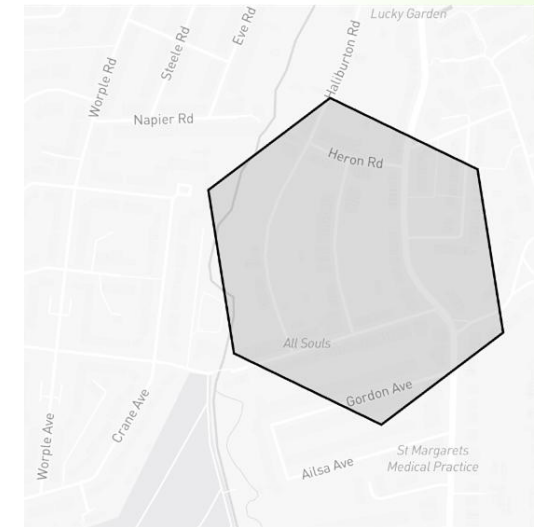 Lucky Garden
Eve Rd
Steele Rd
Haliburton Rd
Worple Rd
Napier Rd
Heron Rd
All Souls
Gordon Ave
Crane Ave
Worple Ave
St Margarets
Medical Practice
Ailsa Ave